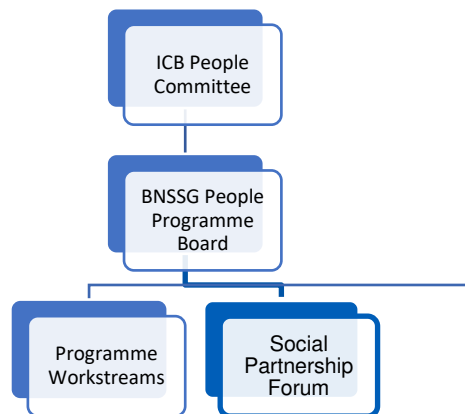 ICB People
Committee
BNSSG People
Programme
Board
Programme
Workstreams
Social
Partnership
Forum